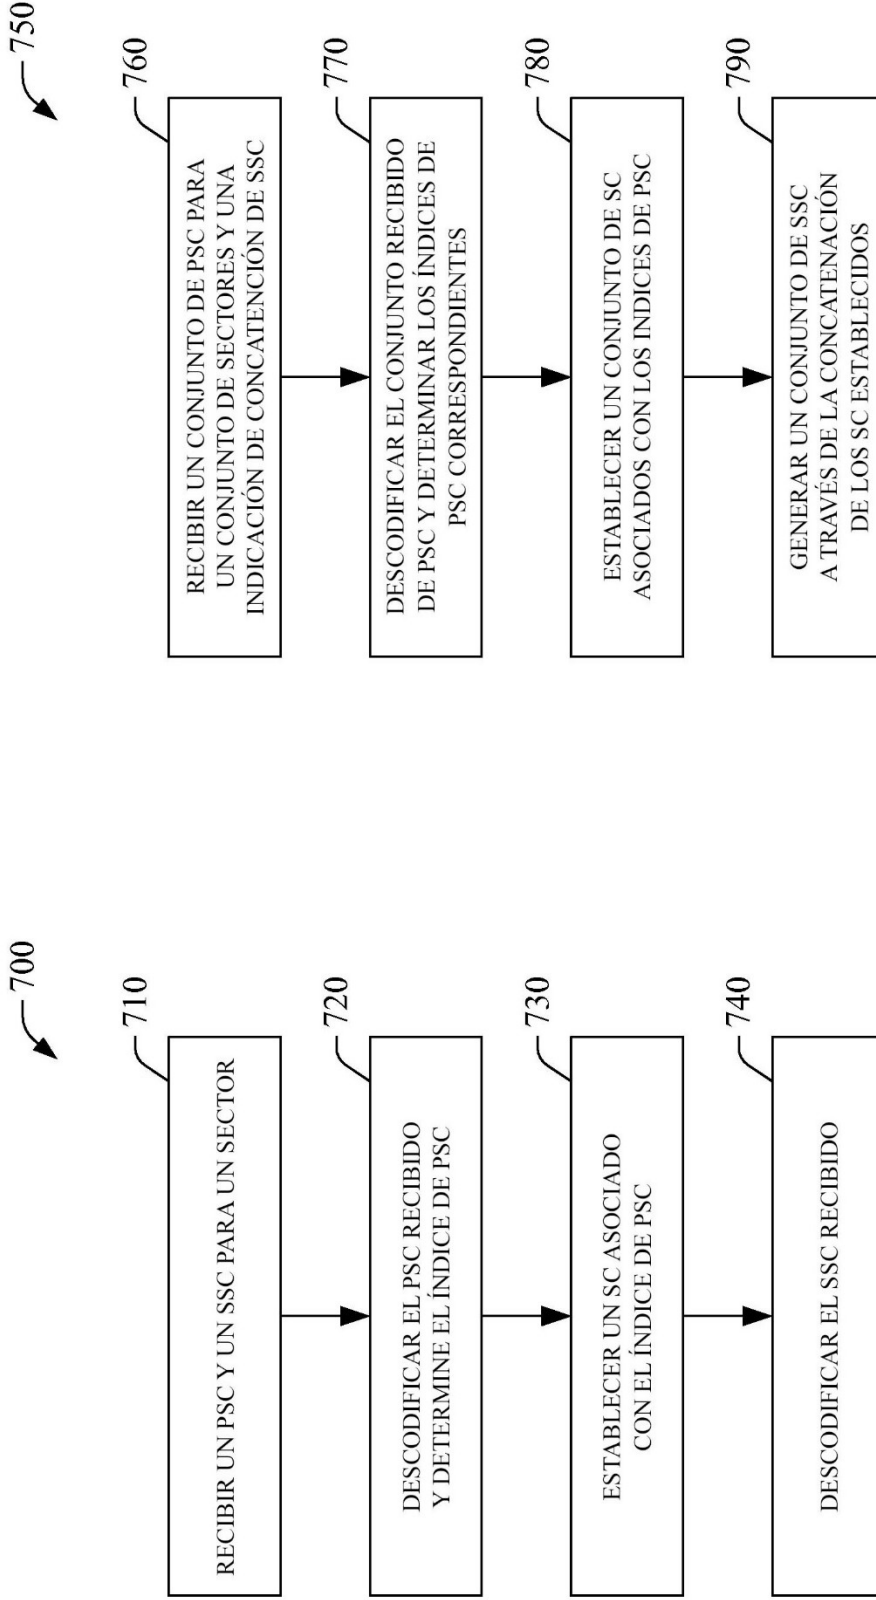 700
710
RECIBIR UN PSC Y UN SSC PARA UN SECTOR
720
DESCODIFICAR EL PSC RECIBIDO
Y DETERMINE EL ÍNDICE DE PSC
730
ESTABLECER UN SC ASOCIADO
CON EL ÍNDICE DE PSC
740
DESCODIFICAR EL SSC RECIBIDO
750
760
RECIBIR UN CONJUNTO DE PSC PARA
UN CONJUNTO DE SECTORES Y UNA
INDICACIÓN DE CONCATENCIÓN DE SSC
770
DESCODIFICAR EL CONJUNTO RECIBIDO
DE PSC Y DETERMINAR LOS ÍNDICES DE
PSC CORRESPONDIENTES
780
ESTABLECER UN CONJUNTO DE SC
ASOCIADOS CON LOS INDICES DE PSC
790
GENERAR UN CONJUNTO DE SSC
A TRAVÉS DE LA CONCATENACIÓN
DE LOS SC ESTABLECIDOS